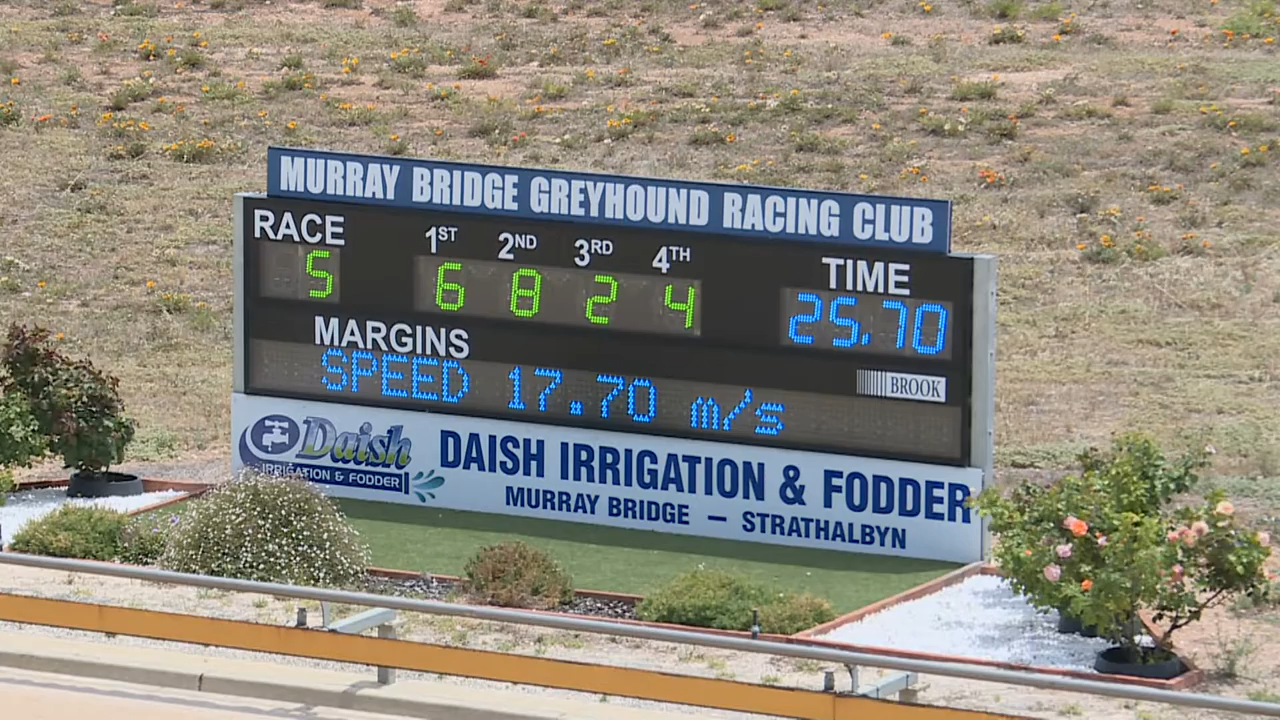 MURRAY BRIDGE GREYHOUND RACING CLUB
RACE 1ST 2ND 3RD 4TH TIME
5 6 8 2 4 25.70
MARGINS
SPEED 17.70 m/s
BROOK
Daish
IRRIGATION & FODDER
DAISH IRRIGATION & FODDER
MURRAY BRIDGE – STRATHALBYN